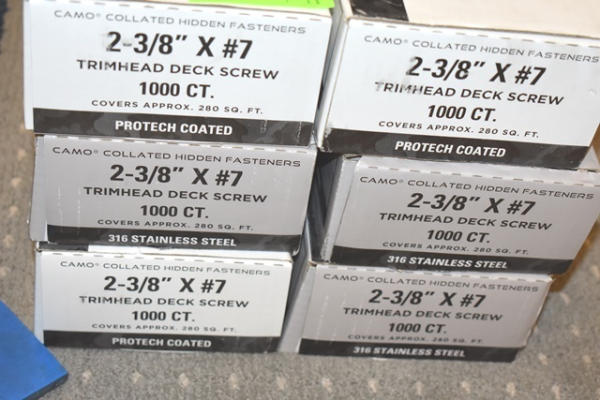 CAMO® COLLATED HIDDEN FASTENERS
2-3/8" X #7
TRIMHEAD DECK SCREW
1000 CT.
COVERS APPROX. 280 SQ. FT.
PROTECH COATED
CAMO® COLLATED HIDDEN FASTENERS
2-3/8" X #7
TRIMHEAD DECK SCREW
1000 CT.
COVERS APPROX. 280 SQ. FT.
PROTECH COATED
CAMO® COLLATED HIDDEN FASTENERS
2-3/8" X #7
TRIMHEAD DECK SCREW
1000 CT.
COVERS APPROX. 280 SQ. FT.
316 STAINLESS STEEL
CAMO® COLLATED HIDDEN FASTENERS
2-3/8" X #7
TRIMHEAD DECK SCREW
1000 CT.
COVERS APPROX. 280 SQ. FT.
316 STAINLESS STEEL
CAMO® COLLATED HIDDEN FASTENERS
2-3/8" X #7
TRIMHEAD DECK SCREW
1000 CT.
COVERS APPROX. 280 SQ. FT.
PROTECH COATED
CAMO® COLLATED HIDDEN FASTENERS
2-3/8" X #7
TRIMHEAD DECK SCREW
1000 CT.
COVERS APPROX. 280 SQ. FT.
316 STAINLESS STEEL